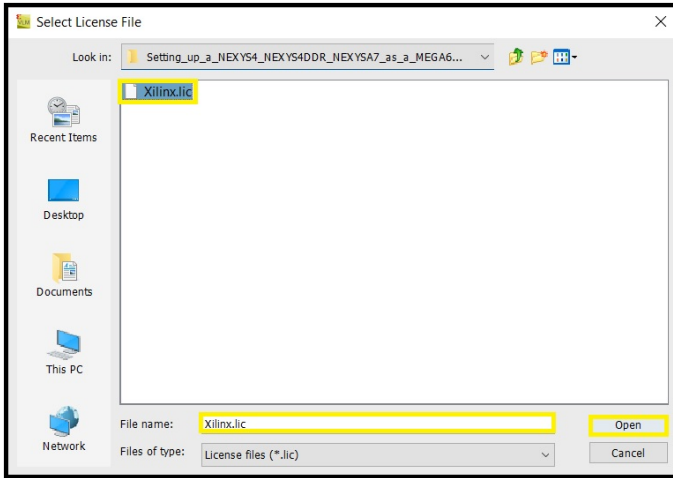 VLM Select License File
Look in: Setting_up_a_NEXYS4_NEXYS4DDR_NEXYSA7_as_a_MEGA6...
Xilinx.lic
Recent Items
Desktop
Documents
This PC
Network
File name: Xilinx.lic Open
Files of type: License files (*.lic) Cancel